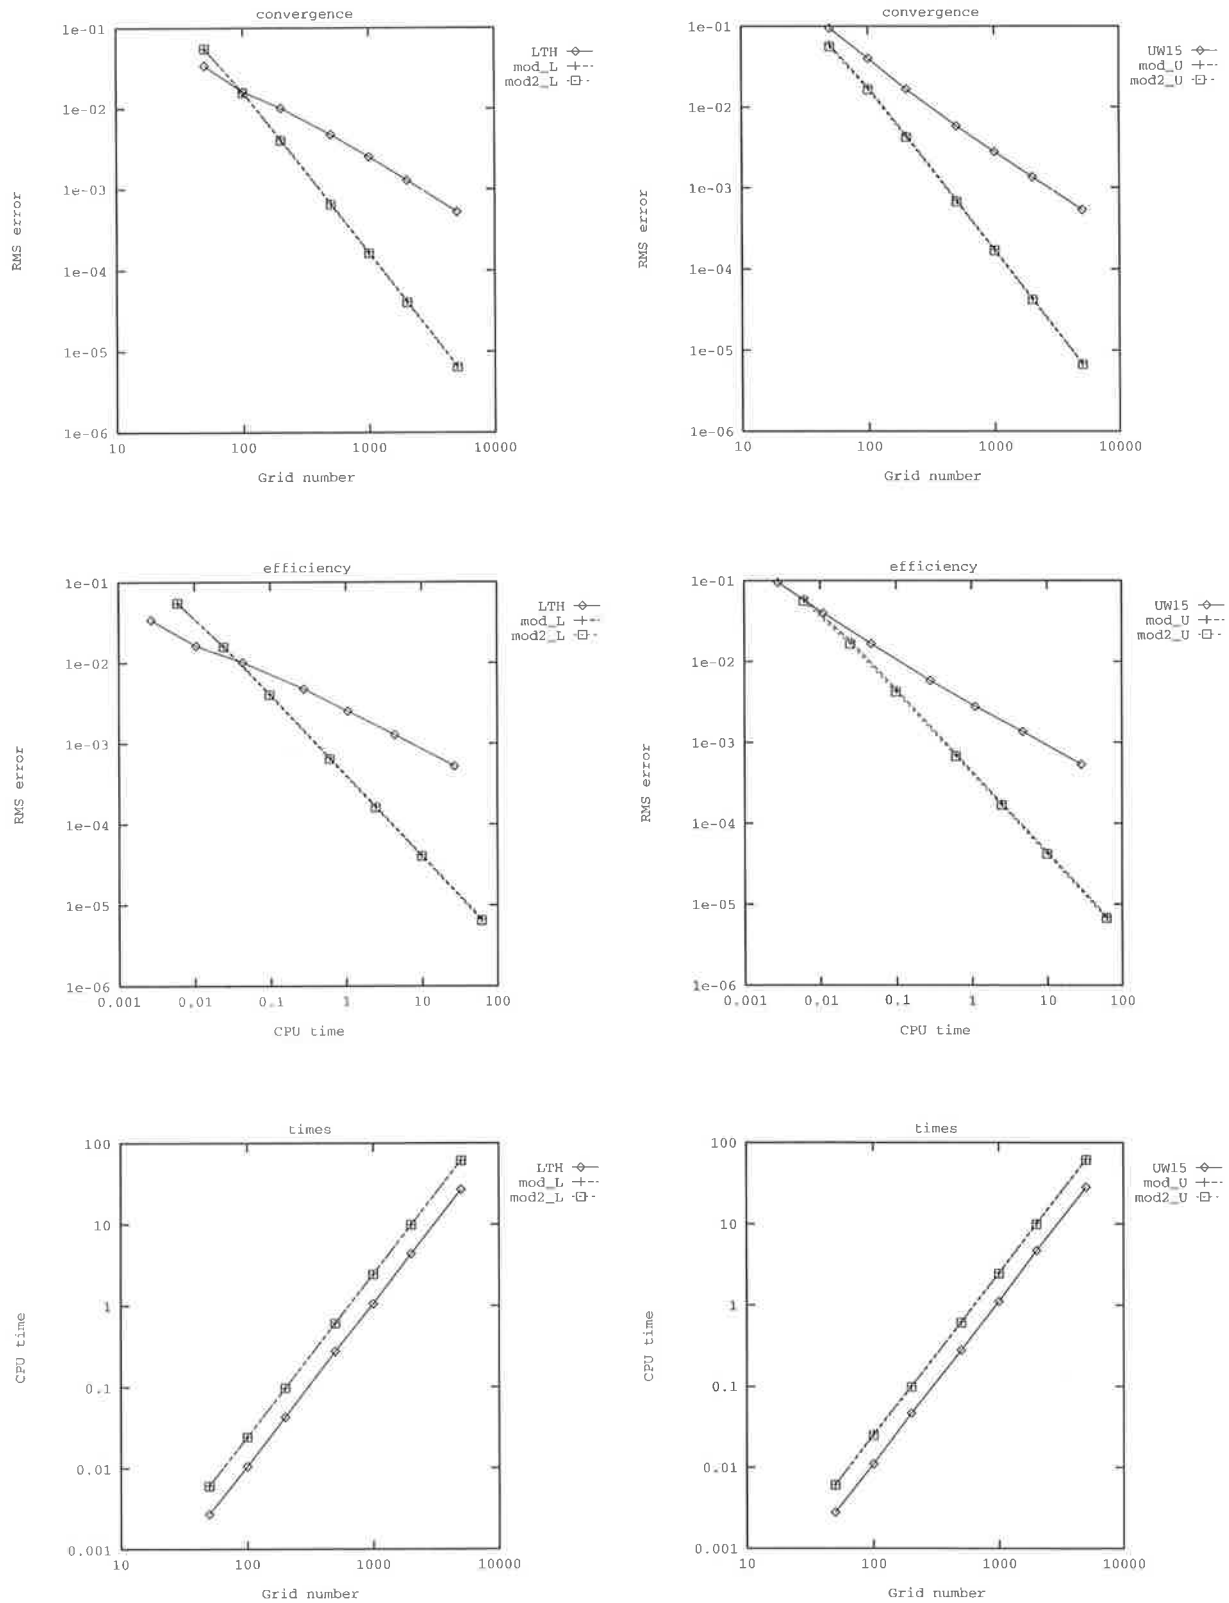 convergence
1e-01
1e-02
1e-03
1e-04
1e-05
1e-06
10 100 1000 10000
RMS error
Grid number
LTH
mod_L
mod2_L
convergence
1e-01
1e-02
1e-03
1e-04
1e-05
1e-06
10 100 1000 10000
RMS error
Grid number
UW15
mod_U
mod2_U
efficiency
1e-01
1e-02
1e-03
1e-04
1e-05
1e-06
0.001 0.01 0.1 1 10 100
RMS error
CPU time
LTH
mod_L
mod2_L
efficiency
1e-01
1e-02
1e-03
1e-04
1e-05
1e-06
0.001 0.01 0.1 1 10 100
RMS error
CPU time
UW15
mod_U
mod2_U
times
100
10
1
0.1
0.01
0.001
10 100 1000 10000
CPU time
Grid number
LTH
mod_L
mod2_L
times
100
10
1
0.1
0.01
0.001
10 100 1000 10000
CPU time
Grid number
UW15
mod_U
mod2_U